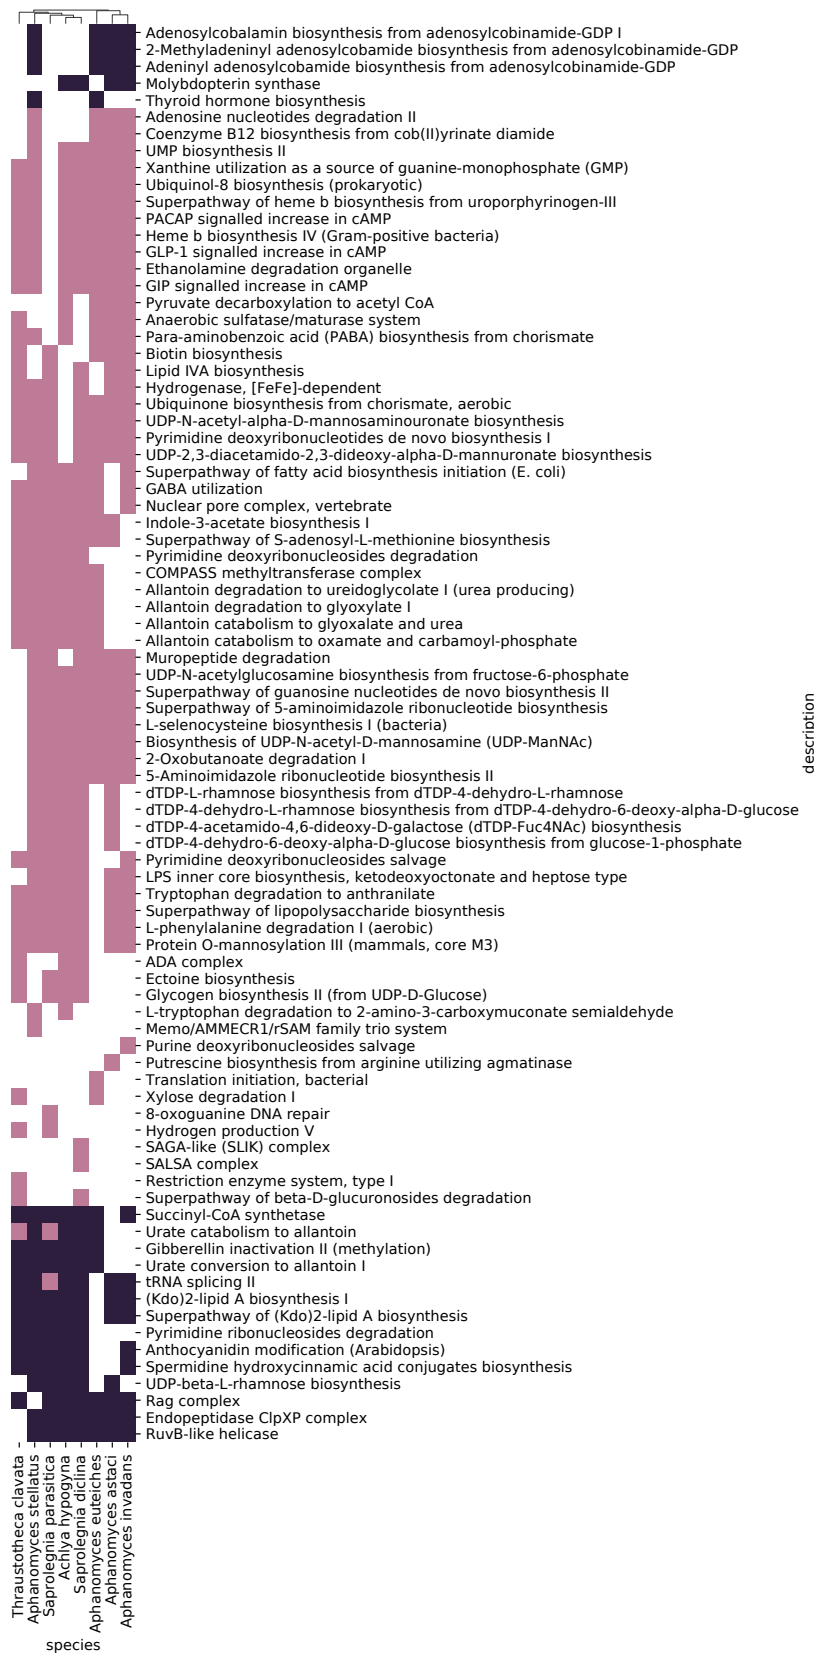 Adenosylcobalamin biosynthesis from adenosylcobinamide-GDP I
2-Methyladeninyl adenosylcobamide biosynthesis from adenosylcobinamide-GDP
Adeninyl adenosylcobamide biosynthesis from adenosylcobinamide-GDP
Molybdopterin synthase
Thyroid hormone biosynthesis
Adenosine nucleotides degradation II
Coenzyme B12 biosynthesis from cob(II)yrinate diamide
UMP biosynthesis II
Xanthine utilization as a source of guanine-monophosphate (GMP)
Ubiquinol-8 biosynthesis (prokaryotic)
Superpathway of heme b biosynthesis from uroporphyrinogen-III
PACAP signalled increase in cAMP
Heme b biosynthesis IV (Gram-positive bacteria)
GLP-1 signalled increase in cAMP
Ethanolamine degradation organelle
GIP signalled increase in cAMP
Pyruvate decarboxylation to acetyl CoA
Anaerobic sulfatase/maturase system
Para-aminobenzoic acid (PABA) biosynthesis from chorismate
Biotin biosynthesis
Lipid IVA biosynthesis
Hydrogenase, [FeFe]-dependent
Ubiquinone biosynthesis from chorismate, aerobic
UDP-N-acetyl-alpha-D-mannosaminouronate biosynthesis
Pyrimidine deoxyribonucleotides de novo biosynthesis I
UDP-2,3-diacetamido-2,3-dideoxy-alpha-D-mannuronate biosynthesis
Superpathway of fatty acid biosynthesis initiation (E. coli)
GABA utilization
Nuclear pore complex, vertebrate
Indole-3-acetate biosynthesis I
Superpathway of S-adenosyl-L-methionine biosynthesis
Pyrimidine deoxyribonucleosides degradation
COMPASS methyltransferase complex
Allantoin degradation to ureidoglycolate I (urea producing)
Allantoin degradation to glyoxylate I
Allantoin catabolism to glyoxalate and urea
Allantoin catabolism to oxamate and carbamoyl-phosphate
Muropeptide degradation
UDP-N-acetylglucosamine biosynthesis from fructose-6-phosphate
Superpathway of guanosine nucleotides de novo biosynthesis II
Superpathway of 5-aminoimidazole ribonucleotide biosynthesis
L-selenocysteine biosynthesis I (bacteria)
Biosynthesis of UDP-N-acetyl-D-mannosamine (UDP-ManNAc)
2-Oxobutanoate degradation I
5-Aminoimidazole ribonucleotide biosynthesis II
dTDP-L-rhamnose biosynthesis from dTDP-4-dehydro-L-rhamnose
dTDP-4-dehydro-L-rhamnose biosynthesis from dTDP-4-dehydro-6-deoxy-alpha-D-glucose
dTDP-4-acetamido-4,6-dideoxy-D-galactose (dTDP-Fuc4NAc) biosynthesis
dTDP-4-dehydro-6-deoxy-alpha-D-glucose biosynthesis from glucose-1-phosphate
Pyrimidine deoxyribonucleosides salvage
LPS inner core biosynthesis, ketodeoxyoctonate and heptose type
Tryptophan degradation to anthranilate
Superpathway of lipopolysaccharide biosynthesis
L-phenylalanine degradation I (aerobic)
Protein O-mannosylation III (mammals, core M3)
ADA complex
Ectoine biosynthesis
Glycogen biosynthesis II (from UDP-D-Glucose)
L-tryptophan degradation to 2-amino-3-carboxymuconate semialdehyde
Memo/AMMECR1/rSAM family trio system
Purine deoxyribonucleosides salvage
Putrescine biosynthesis from arginine utilizing agmatinase
Translation initiation, bacterial
Xylose degradation I
8-oxoguanine DNA repair
Hydrogen production V
SAGA-like (SLIK) complex
SALSA complex
Restriction enzyme system, type I
Superpathway of beta-D-glucuronosides degradation
Succinyl-CoA synthetase
Urate catabolism to allantoin
Gibberellin inactivation II (methylation)
Urate conversion to allantoin I
tRNA splicing II
(Kdo)2-lipid A biosynthesis I
Superpathway of (Kdo)2-lipid A biosynthesis
Pyrimidine ribonucleosides degradation
Anthocyanidin modification (Arabidopsis)
Spermidine hydroxycinnamic acid conjugates biosynthesis
UDP-beta-L-rhamnose biosynthesis
Rag complex
Endopeptidase ClpXP complex
RuvB-like helicase
description
Thraustotheca clavata
Aphanomyces stellatus
Saprolegnia parasitica
Achlya hypogyna
Saprolegnia diclina
Aphanomyces euteiches
Aphanomyces astaci
Aphanomyces invadans
species